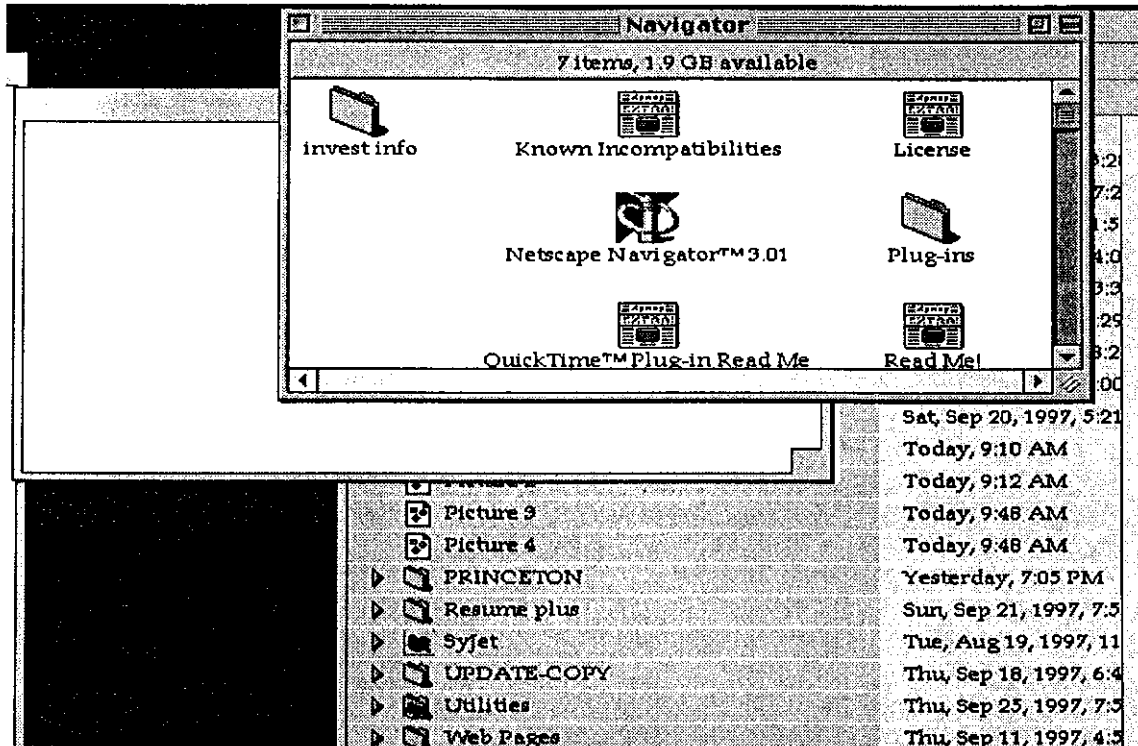 Navigator
7 items, 1.9 GB available
invest info
Known Incompatibilities
License
Netscape Navigator™ 3.01
Plug-ins
QuickTime™ Plug-in Read Me
Read Me!
Sat, Sep 20, 1997, 5:21
Today, 9:10 AM
Today, 9:12 AM
Picture 3 Today, 9:48 AM
Picture 4 Today, 9:48 AM
PRINCETON Yesterday, 7:05 PM
Resume plus Sun, Sep 21, 1997, 7:5
SyJet Tue, Aug 19, 1997, 11
UPDATE-COPY Thu, Sep 18, 1997, 6:4
Utilities Thu, Sep 25, 1997, 7:5
Web Pages Thu, Sep 11, 1997, 4:5